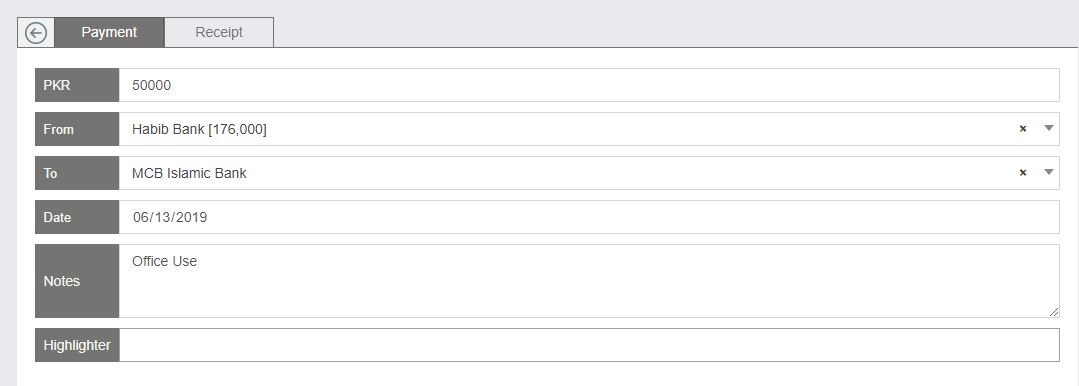 Payment Receipt
PKR 50000
From Habib Bank [176,000] ×
To MCB Islamic Bank ×
Date 06/13/2019
Notes Office Use
Highlighter